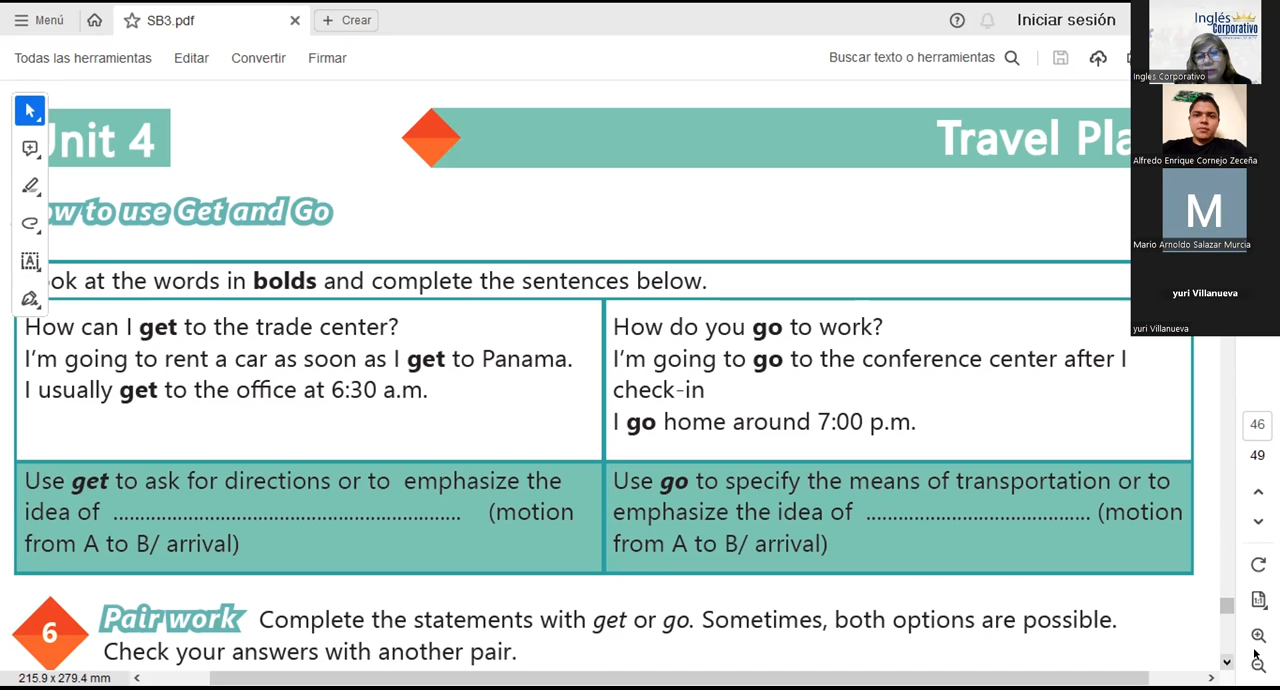 Menú
SB3.pdf
Crear
Iniciar sesión
Todas las herramientas
Editar
Convertir
Firmar
Buscar texto o herramientas
Unit 4
Travel Pla
ow to use Get and Go
ook at the words in bolds and complete the sentences below.
How can I get to the trade center?
I'm going to rent a car as soon as I get to Panama.
I usually get to the office at 6:30 a.m.
How do you go to work?
I'm going to go to the conference center after I
check-in
I go home around 7:00 p.m.
Use get to ask for directions or to emphasize the
idea of ................................................................... (motion
from A to B/ arrival)
Use go to specify the means of transportation or to
emphasize the idea of ........................................... (motion
from A to B/ arrival)
6
Pair work Complete the statements with get or go. Sometimes, both options are possible.
Check your answers with another pair.
215.9 x 279.4 mm
46
49
Inglés
Corporativo
Ingles Corporativo
Alfredo Enrique Cornejo Zeceña
M
Mario Arnoldo Salazar Murcia
yuri Villanueva
yuri Villanueva